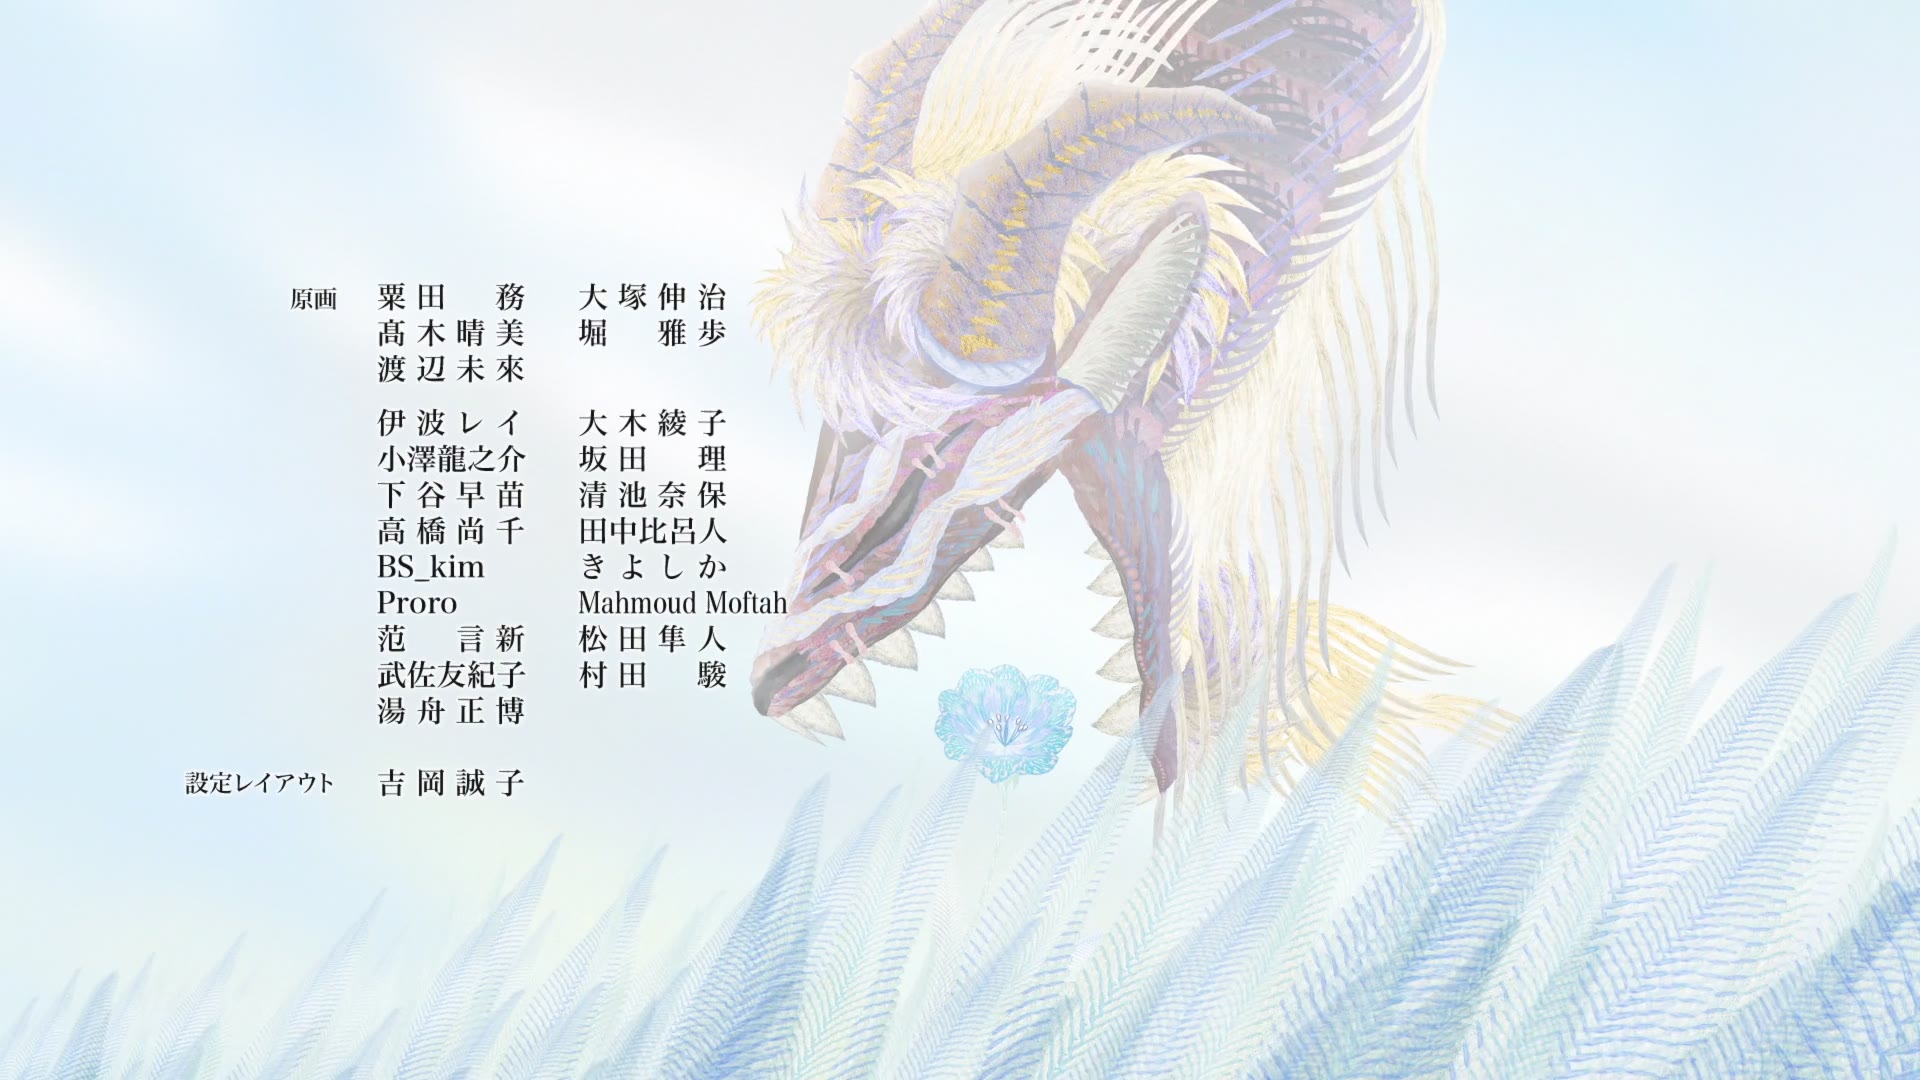 原画 粟田 務 大塚伸治
髙木晴美 堀 雅歩
渡辺未來
伊波レイ 大木綾子
小澤龍之介 坂田 理
下谷早苗 清池奈保
高橋尚千 田中比呂人
BS_kim きよしか
Proro Mahmoud Moftah
范 言新 松田隼人
武佐友紀子 村田 駿
湯舟正博
設定レイアウト 吉岡誠子